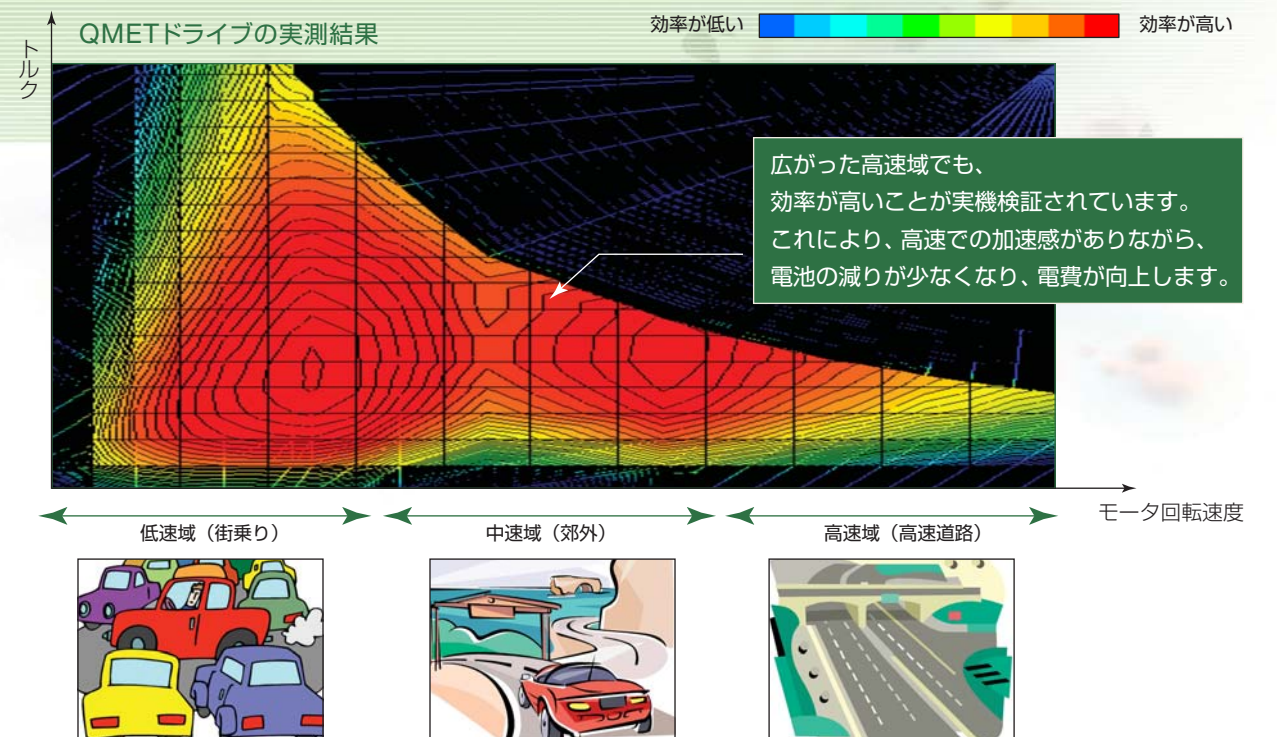 QMETドライブの実測結果
効率が低い
効率が高い
トルク
広がった高速域でも、
効率が高いことが実機検証されています。
これにより、高速での加速感がありながら、
電池の減りが少なくなり、電費が向上します。
モータ回転速度
低速域（街乗り）
中速域（郊外）
高速域（高速道路）